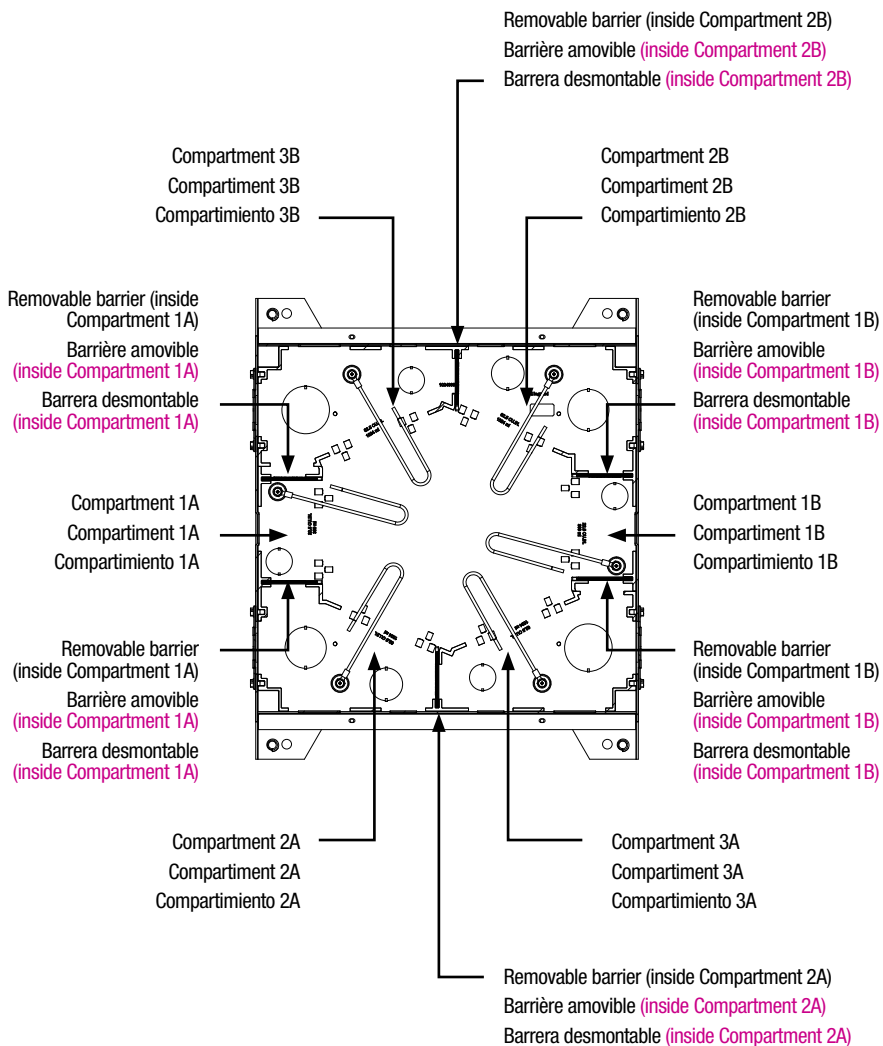 Removable barrier (inside Compartment 2B)
Barrière amovible (inside Compartment 2B)
Barrera desmontable (inside Compartment 2B)
Compartment 3B
Compartiment 3B
Compartimiento 3B
Compartment 2B
Compartiment 2B
Compartimiento 2B
Removable barrier (inside
Compartment 1A)
Barrière amovible
(inside Compartment 1A)
Barrera desmontable
(inside Compartment 1A)
Removable barrier
(inside Compartment 1B)
Barrière amovible
(inside Compartment 1B)
Barrera desmontable
(inside Compartment 1B)
Compartment 1A
Compartiment 1A
Compartimiento 1A
Compartment 1B
Compartiment 1B
Compartimiento 1B
Removable barrier
(inside Compartment 1A)
Barrière amovible
(inside Compartment 1A)
Barrera desmontable
(inside Compartment 1A)
Removable barrier
(inside Compartment 1B)
Barrière amovible
(inside Compartment 1B)
Barrera desmontable
(inside Compartment 1B)
Compartment 2A
Compartiment 2A
Compartimiento 2A
Compartment 3A
Compartiment 3A
Compartimiento 3A
Removable barrier (inside Compartment 2A)
Barrière amovible (inside Compartment 2A)
Barrera desmontable (inside Compartment 2A)